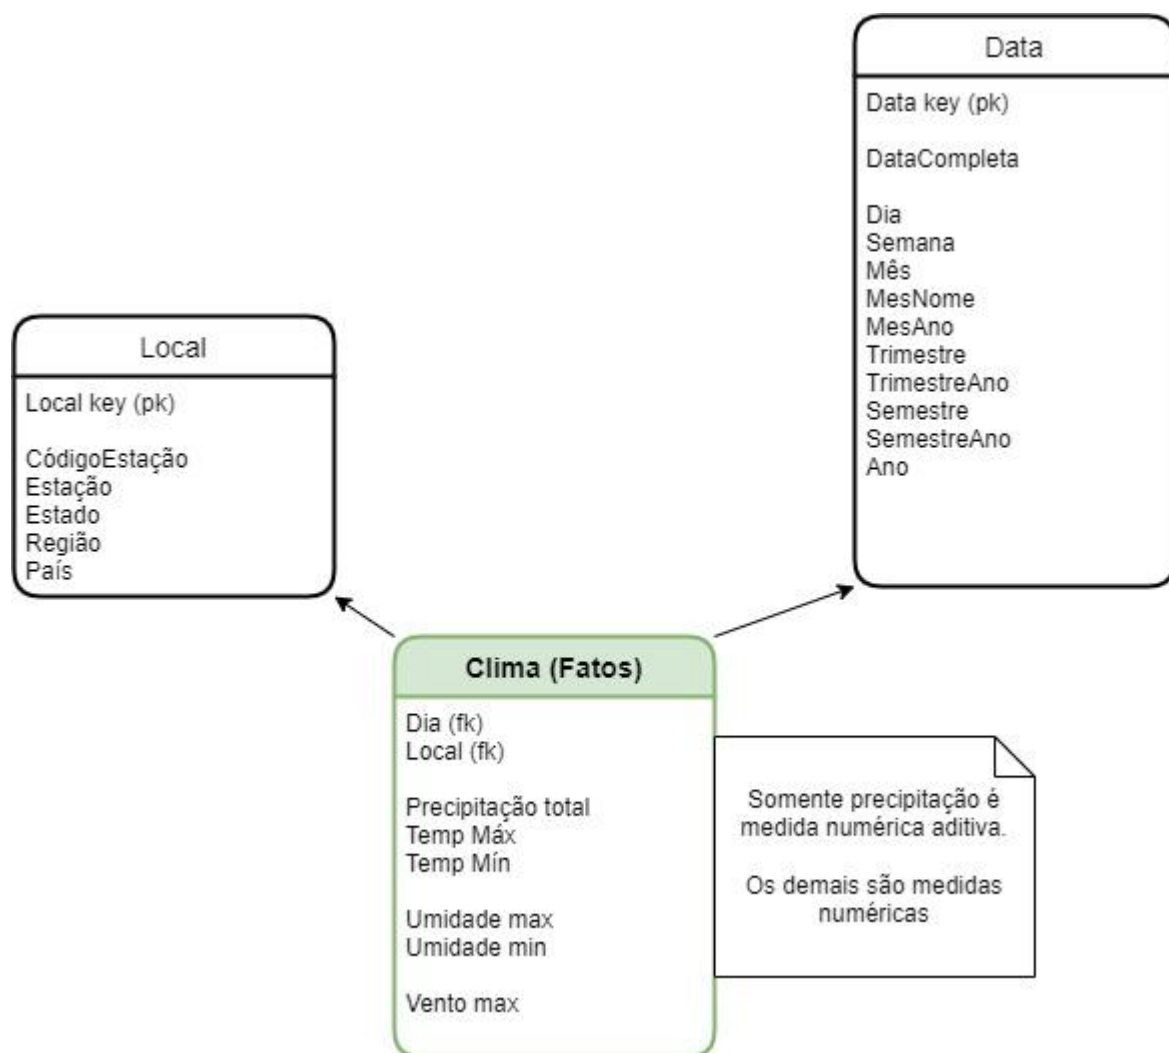 Data
Data key (pk)
DataCompleta
Dia
Semana
Mês
MesNome
MesAno
Trimestre
TrimestreAno
Semestre
SemestreAno
Ano
Local
Local key (pk)
CódigoEstação
Estação
Estado
Região
País
Clima (Fatos)
Dia (fk)
Local (fk)
Precipitação total
Temp Máx
Temp Mín
Umidade max
Umidade min
Vento max
Somente precipitação é
medida numérica aditiva.
Os demais são medidas
numéricas